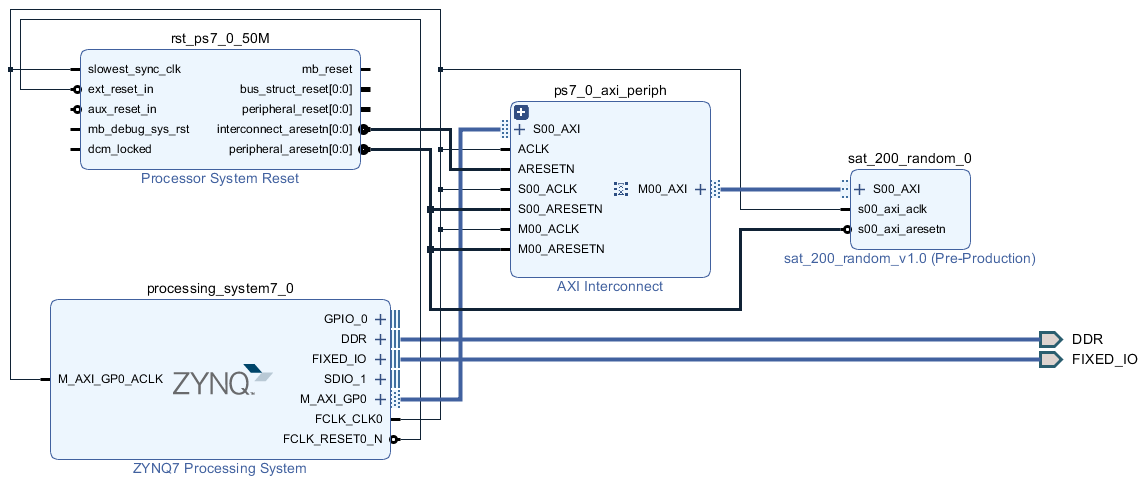 rst_ps7_0_50M
slowest_sync_clk
ext_reset_in
aux_reset_in
mb_debug_sys_rst
dcm_locked
mb_reset
bus_struct_reset[0:0]
peripheral_reset[0:0]
interconnect_aresetn[0:0]
peripheral_aresetn[0:0]
Processor System Reset
ps7_0_axi_periph
S00_AXI
ACLK
ARESETN
S00_ACLK
S00_ARESETN
M00_ACLK
M00_ARESETN
M00_AXI
AXI Interconnect
sat_200_random_0
S00_AXI
s00_axi_aclk
s00_axi_aresetn
sat_200_random_v1.0 (Pre-Production)
processing_system7_0
M_AXI_GP0_ACLK
ZYNQ
GPIO_0
DDR
FIXED_IO
SDIO_1
M_AXI_GP0
FCLK_CLK0
FCLK_RESET0_N
ZYNQ7 Processing System
DDR
FIXED_IO